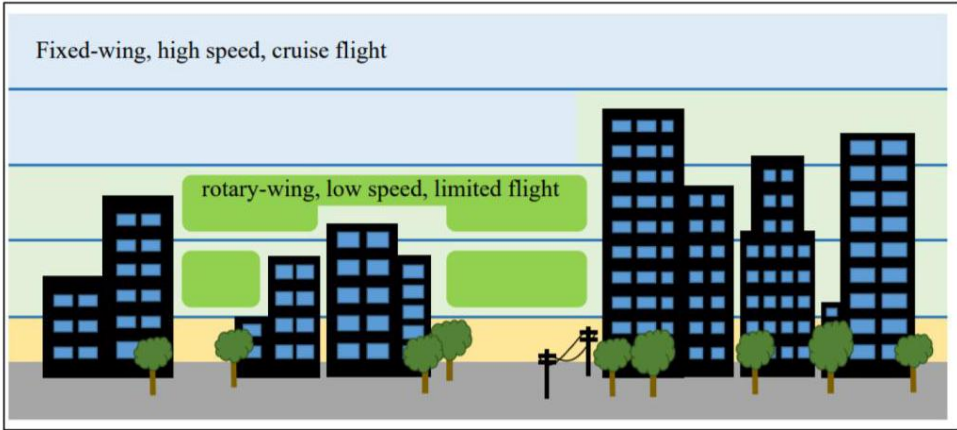 Fixed-wing, high speed, cruise flight
rotary-wing, low speed, limited flight